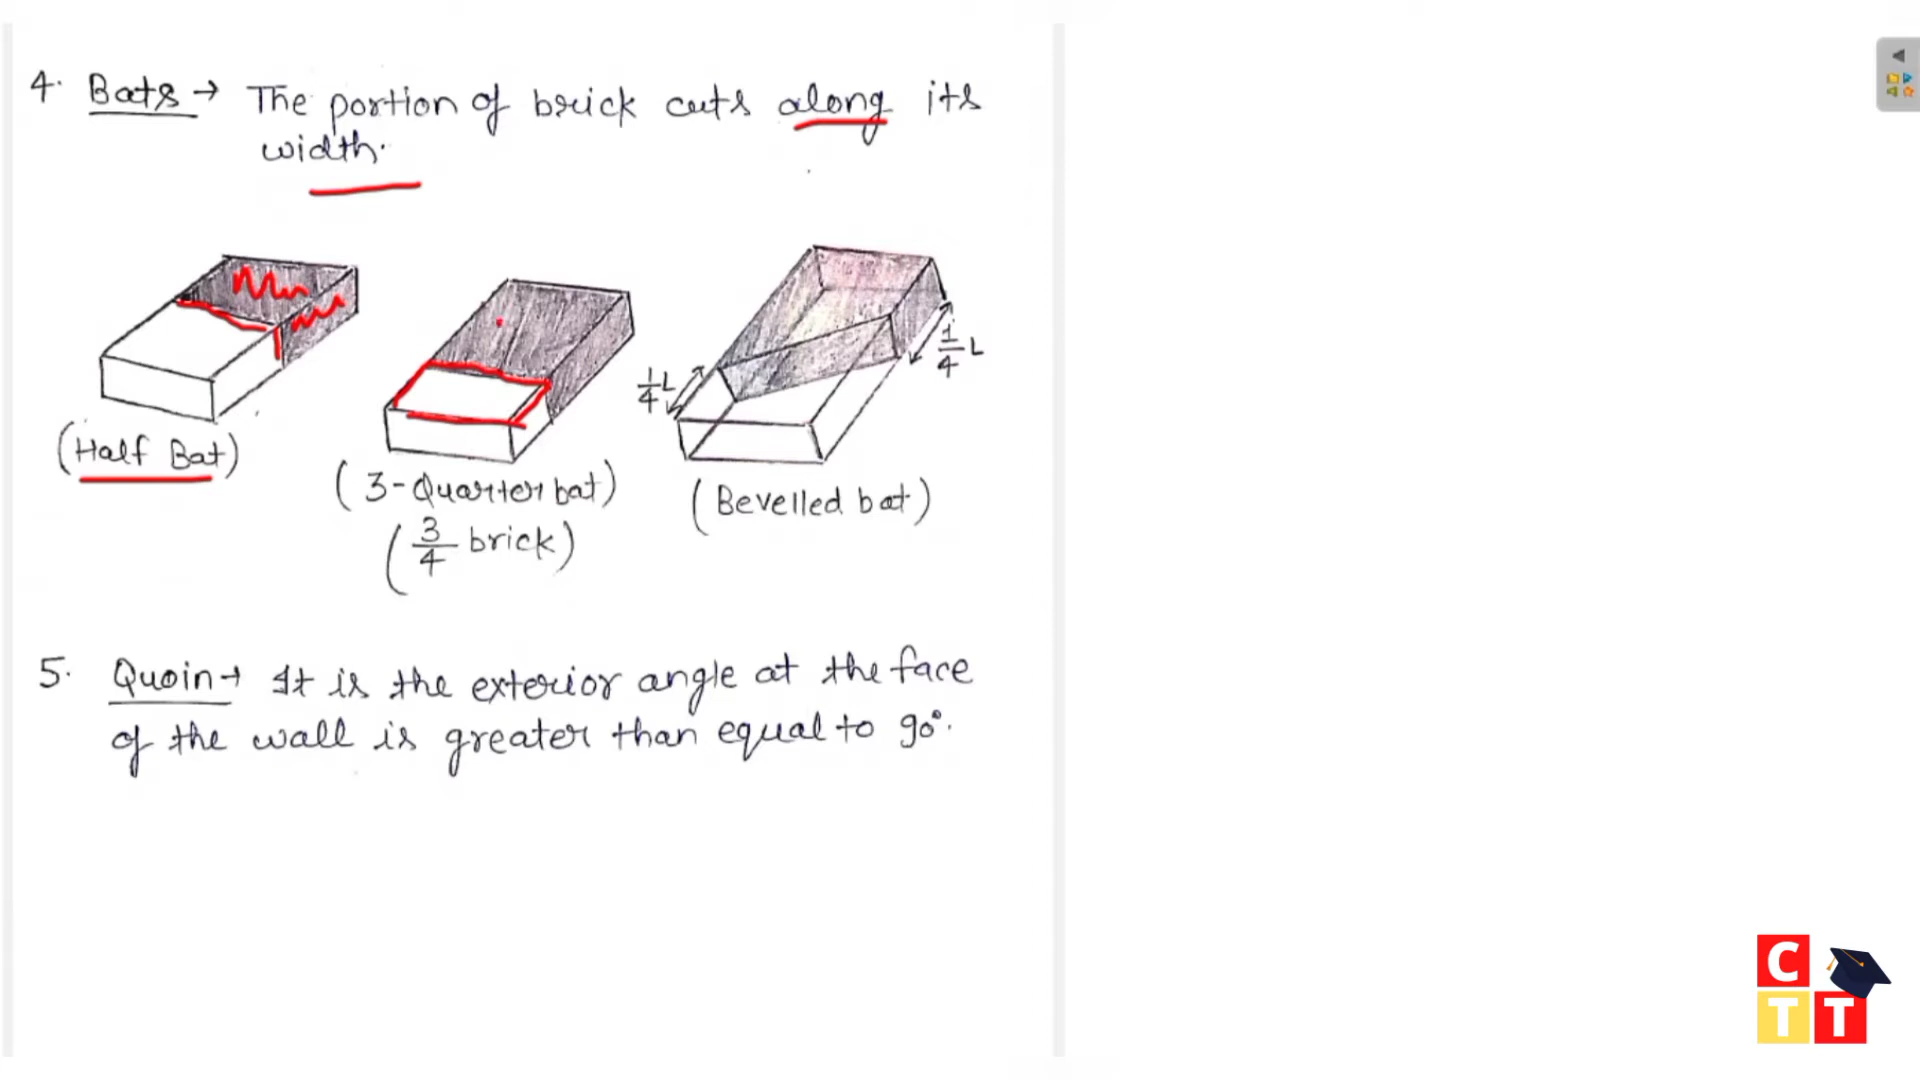 4. Bats → The portion of brick cuts along its
width.
1/4 L
1/4 L
(Half Bat)
(3-Quarter bat)
(3/4 brick)
(Bevelled bat)
5. Quoin → It is the exterior angle at the face
of the wall is greater than equal to 90°.
C
T T